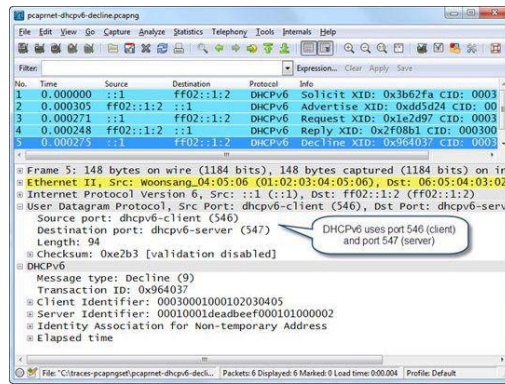 pcaprnet-dhcpv6-decline.pcapng
File Edit View Go Capture Analyze Statistics Telephony Tools Internals Help
Filter: Expression... Clear Apply Save
No. Time Source Destination Protocol Info
1 0.000000 ::1 ff02::1:2 DHCPv6 Solicit XID: 0x3b62fa CID: 0003
2 0.000305 ff02::1:2 ::1 DHCPv6 Advertise XID: 0xdd5d24 CID: 00
3 0.000271 ::1 ff02::1:2 DHCPv6 Request XID: 0x1e2d97 CID: 0003
4 0.000248 ff02::1:2 ::1 DHCPv6 Reply XID: 0x2f08b1 CID: 000300
5 0.000275 ::1 ff02::1:2 DHCPv6 Decline XID: 0x964037 CID: 0003
Frame 5: 148 bytes on wire (1184 bits), 148 bytes captured (1184 bits) on in
Ethernet II, Src: Woonsang_04:05:06 (01:02:03:04:05:06), Dst: 06:05:04:03:02
Internet Protocol Version 6, Src: ::1 (::1), Dst: ff02::1:2 (ff02::1:2)
User Datagram Protocol, Src Port: dhcpv6-client (546), Dst Port: dhcpv6-serv
Source port: dhcpv6-client (546)
Destination port: dhcpv6-server (547)
Length: 94
Checksum: 0xe2b3 [validation disabled]
DHCPv6 uses port 546 (client)
and port 547 (server)
DHCPv6
Message type: Decline (9)
Transaction ID: 0x964037
Client Identifier: 00030001000102030405
Server Identifier: 00010001deadbeef000101000002
Identity Association for Non-temporary Address
Elapsed time
File: "C:\traces-pcapngset\pcaprnet-dhcpv6-decli... Packets: 6 Displayed: 6 Marked: 0 Load time: 0:00.004 Profile: Default